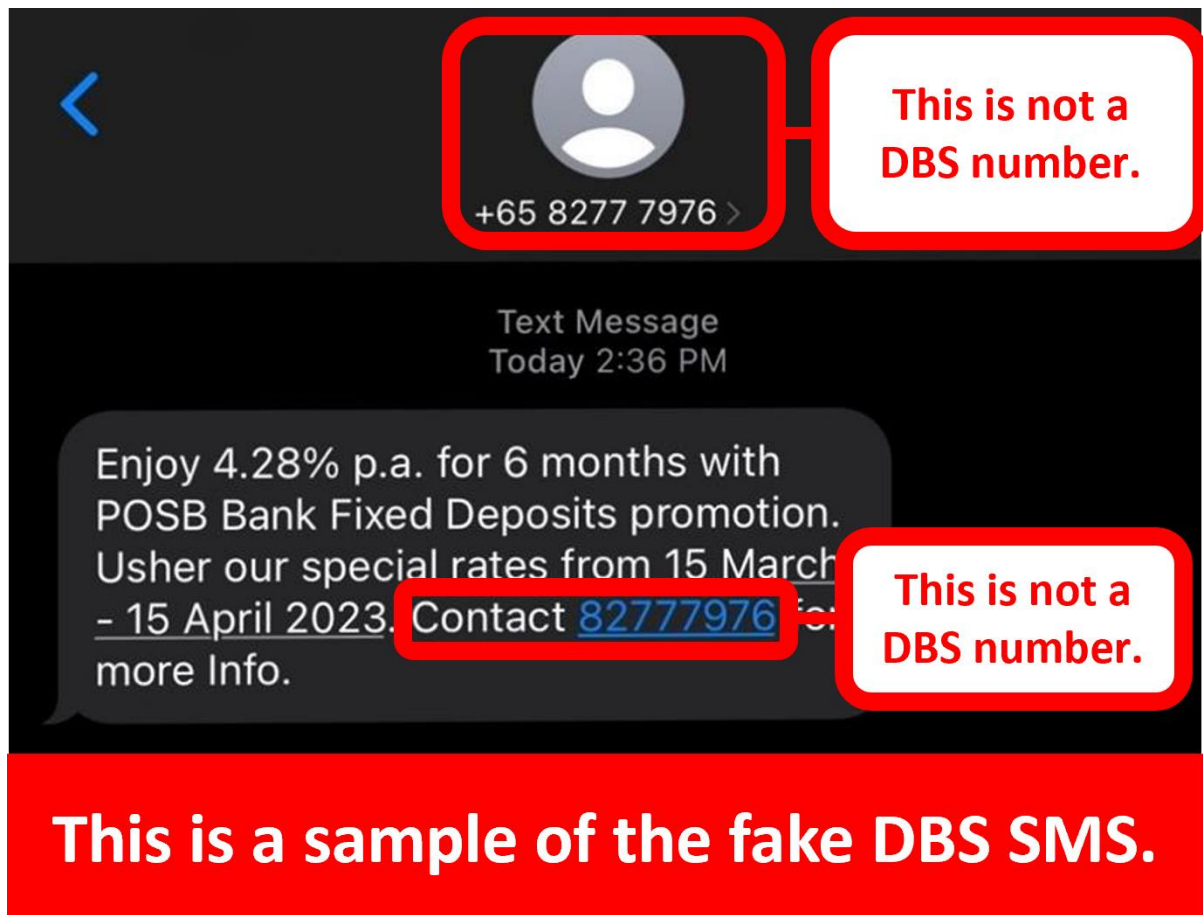 This is not a
DBS number.
+65 8277 7976 >
Text Message
Today 2:36 PM
Enjoy 4.28% p.a. for 6 months with
POSB Bank Fixed Deposits promotion.
Usher our special rates from 15 March
- 15 April 2023. Contact 82777976
more Info.
This is not a
DBS number.
This is a sample of the fake DBS SMS.